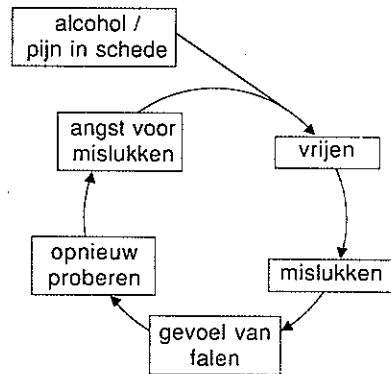 alcohol /
pijn in schede
angst voor
mislukken
vrijen
opnieuw
proberen
mislukken
gevoel van
falen